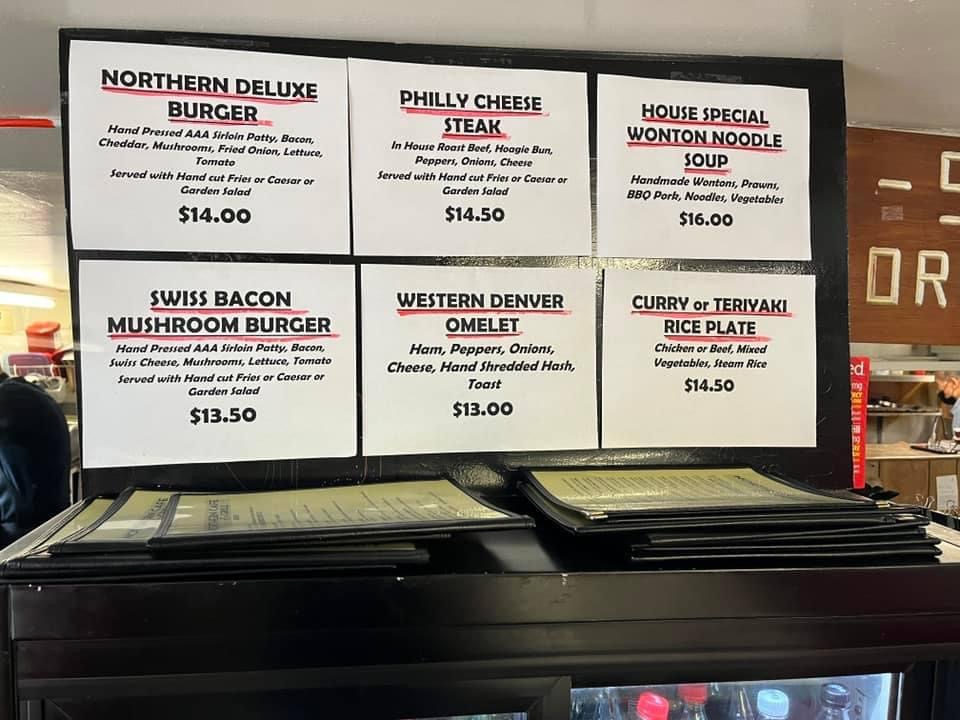 NORTHERN DELUXE
BURGER
Hand Pressed AAA Sirloin Patty, Bacon,
Cheddar, Mushrooms, Fried Onion, Lettuce,
Tomato
Served with Hand cut Fries or Caesar or
Garden Salad
$14.00
PHILLY CHEESE
STEAK
In House Roast Beef, Hoagie Bun,
Peppers, Onions, Cheese
Served with Hand cut Fries or Caesar or
Garden Salad
$14.50
HOUSE SPECIAL
WONTON NOODLE
SOUP
Handmade Wontons, Prawns,
BBQ Pork, Noodles, Vegetables
$16.00
SWISS BACON
MUSHROOM BURGER
Hand Pressed AAA Sirloin Patty, Bacon,
Swiss Cheese, Mushrooms, Lettuce, Tomato
Served with Hand cut Fries or Caesar or
Garden Salad
$13.50
WESTERN DENVER
OMELET
Ham, Peppers, Onions,
Cheese, Hand Shredded Hash,
Toast
$13.00
CURRY or TERIYAKI
RICE PLATE
Chicken or Beef, Mixed
Vegetables, Steam Rice
$14.50
OR